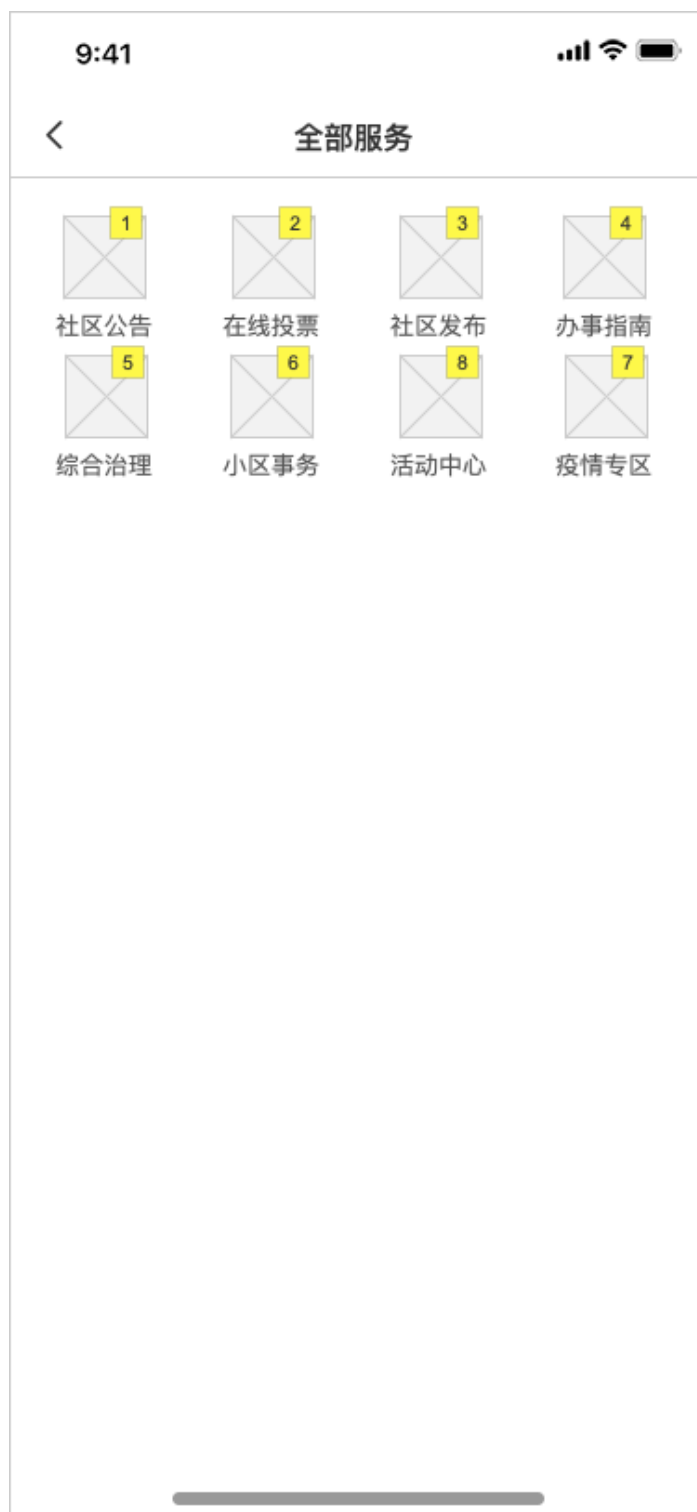 9:41
全部服务
1 2 3 4
社区公告 在线投票 社区发布 办事指南
5 6 8 7
综合治理 小区事务 活动中心 疫情专区